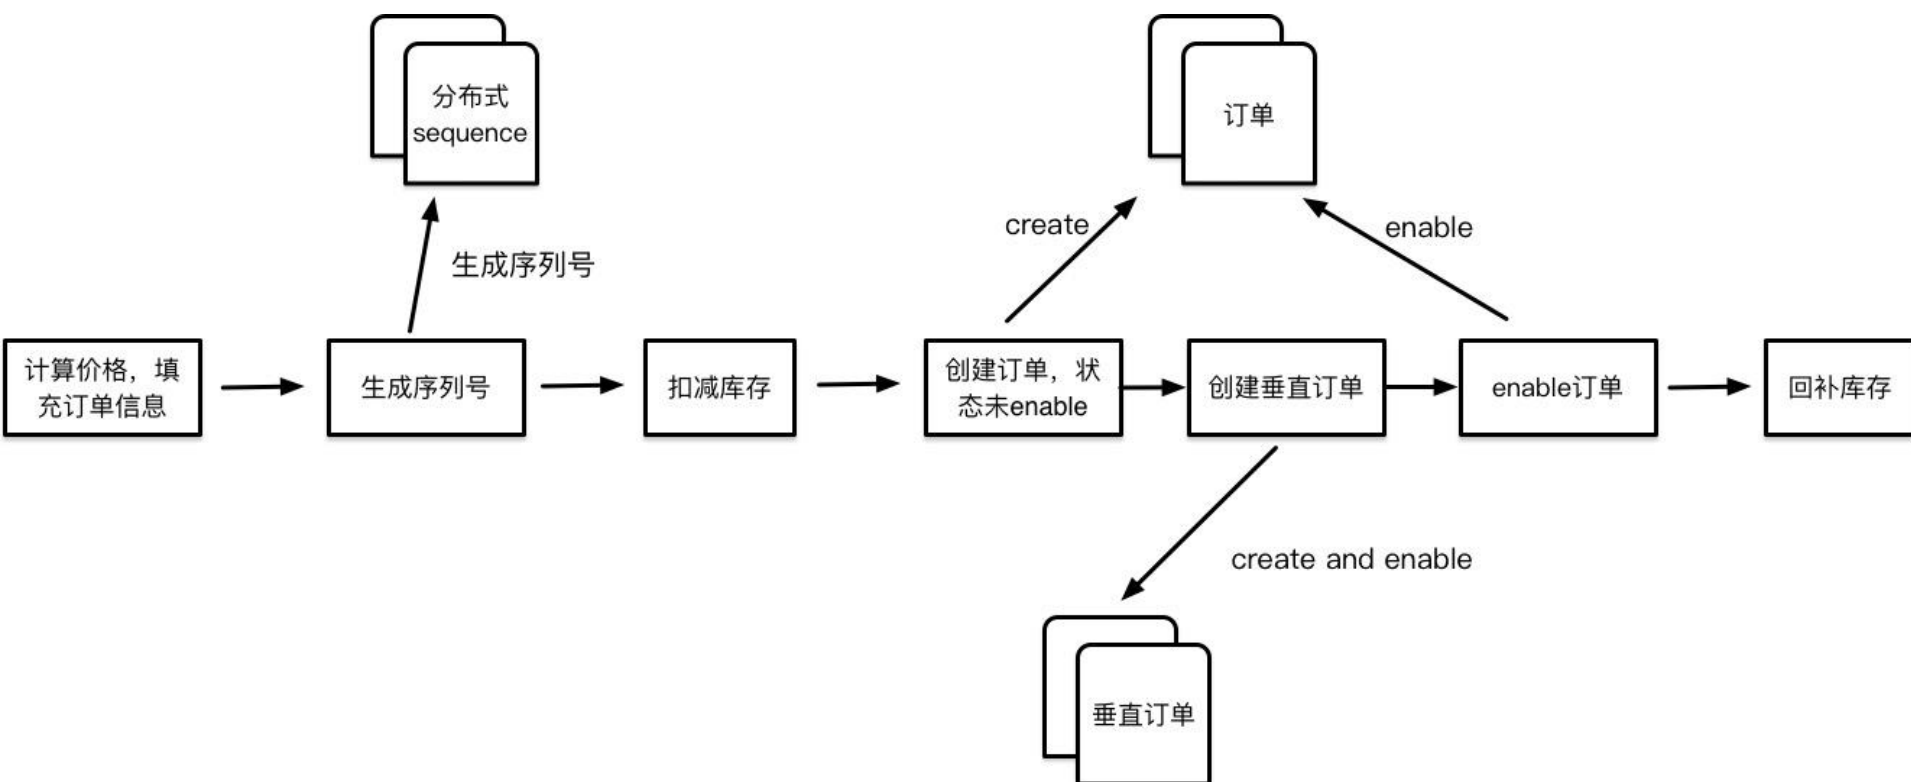 分布式
sequence
订单
create
enable
生成序列号
计算价格，填
充订单信息
生成序列号
扣减库存
创建订单，状
态未enable
创建垂直订单
enable订单
回补库存
create and enable
垂直订单